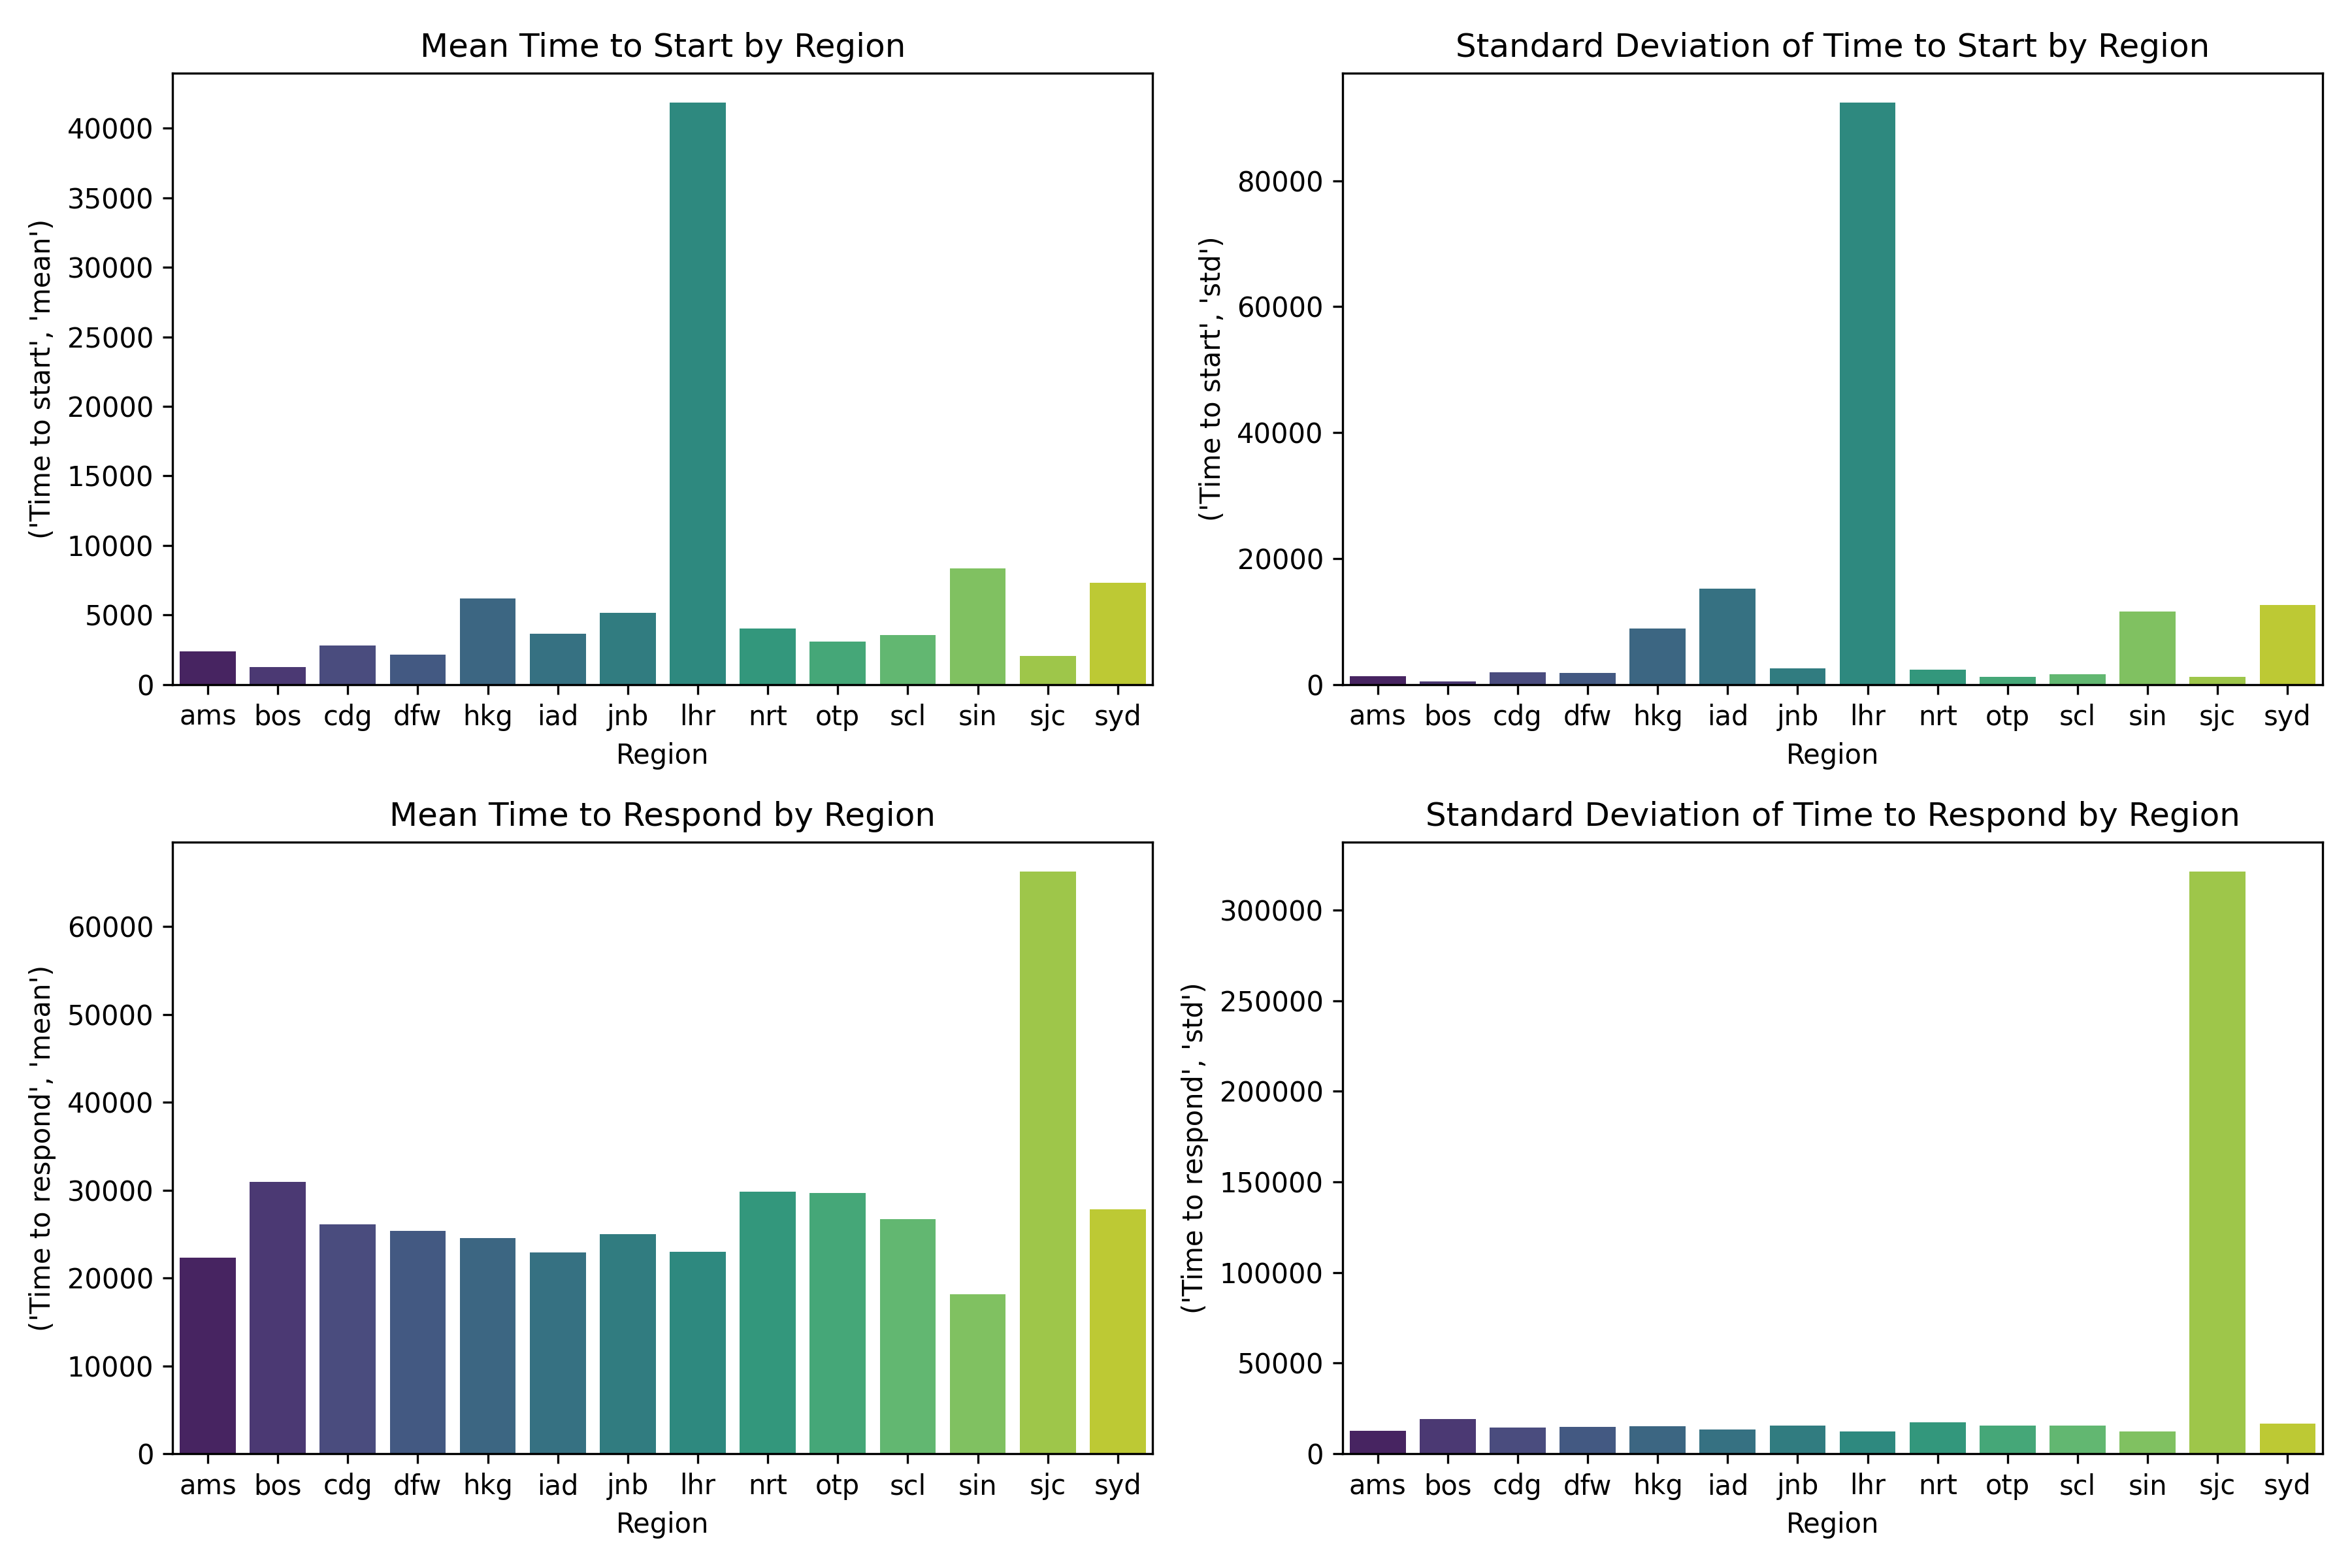 Mean Time to Start by Region
('Time to start', 'mean')
40000
35000
30000
25000
20000
15000
10000
5000
0
ams bos cdg dfw hkg iad jnb lhr nrt otp scl sin sjc syd
Region
Standard Deviation of Time to Start by Region
('Time to start', 'std')
80000
60000
40000
20000
0
ams bos cdg dfw hkg iad jnb lhr nrt otp scl sin sjc syd
Region
Mean Time to Respond by Region
('Time to respond', 'mean')
60000
50000
40000
30000
20000
10000
0
ams bos cdg dfw hkg iad jnb lhr nrt otp scl sin sjc syd
Region
Standard Deviation of Time to Respond by Region
('Time to respond', 'std')
300000
250000
200000
150000
100000
50000
0
ams bos cdg dfw hkg iad jnb lhr nrt otp scl sin sjc syd
Region